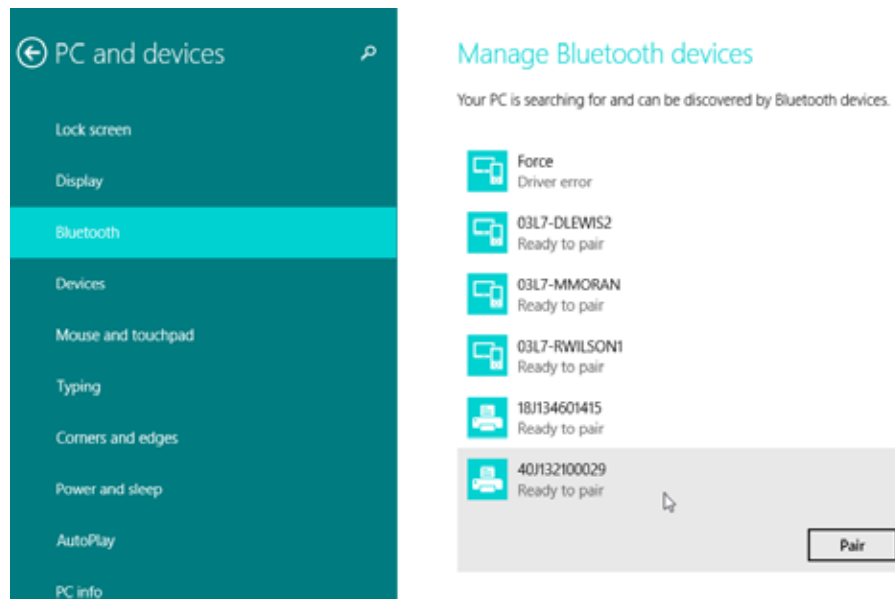 PC and devices
Lock screen
Display
Bluetooth
Devices
Mouse and touchpad
Typing
Corners and edges
Power and sleep
AutoPlay
PC info
Manage Bluetooth devices
Your PC is searching for and can be discovered by Bluetooth devices.
Force
Driver error
03L7-DLEWIS2
Ready to pair
03L7-MMORAN
Ready to pair
03L7-RWILSON1
Ready to pair
18J134601415
Ready to pair
40J132100029
Ready to pair
Pair